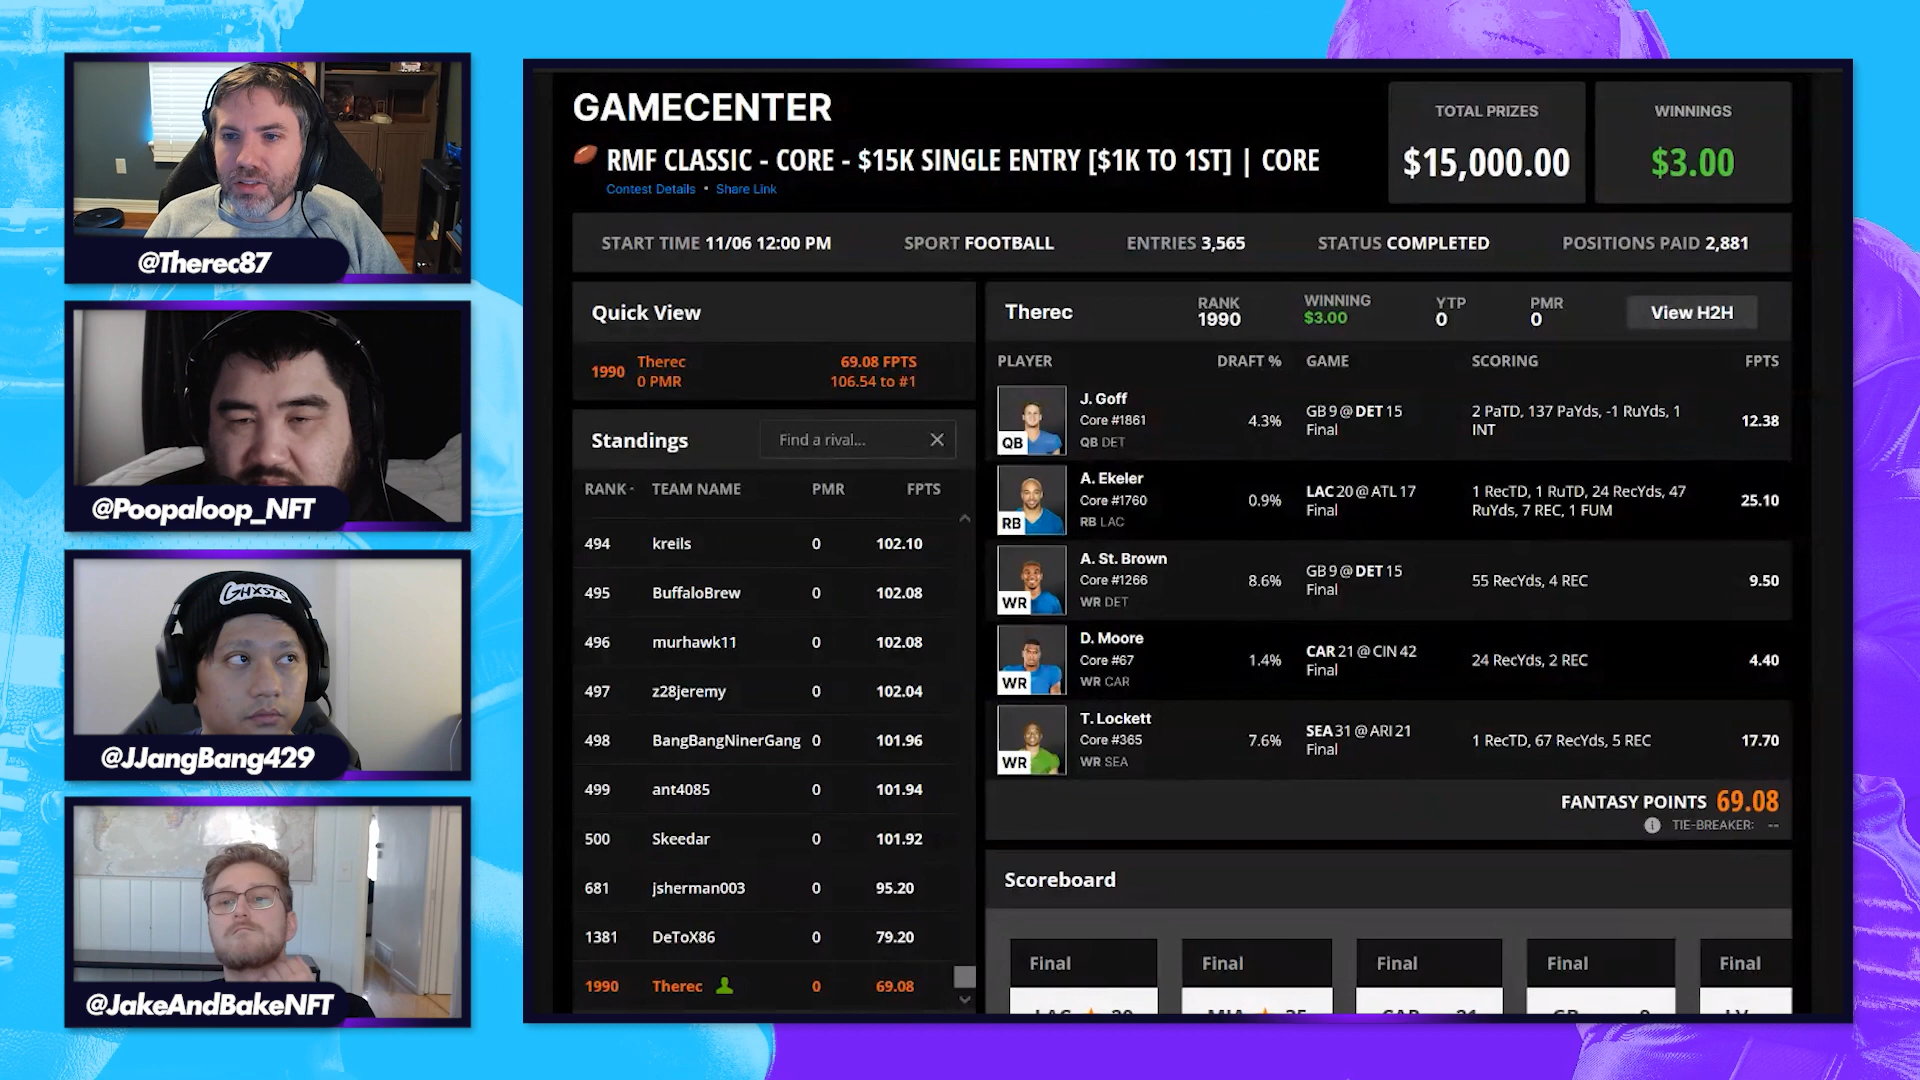 @Therec87
@Poopaloop_NFT
GHXSTS
@JJangBang429
@JakeAndBakeNFT
GAMECENTER
RMF CLASSIC - CORE - $15K SINGLE ENTRY [$1K TO 1ST] | CORE
Contest Details • Share Link
TOTAL PRIZES
$15,000.00
WINNINGS
$3.00
START TIME 11/06 12:00 PM
SPORT FOOTBALL
ENTRIES 3,565
STATUS COMPLETED
POSITIONS PAID 2,881
Quick View
1990 Therec 69.08 FPTS
0 PMR 106.54 to #1
Standings
Find a rival...
RANK TEAM NAME PMR FPTS
494 kreils 0 102.10
495 BuffaloBrew 0 102.08
496 murhawk11 0 102.08
497 z28jeremy 0 102.04
498 BangBangNinerGang 0 101.96
499 ant4085 0 101.94
500 Skeedar 0 101.92
681 jsherman003 0 95.20
1381 DeToX86 0 79.20
1990 Therec 0 69.08
Therec
RANK
1990
WINNING
$3.00
YTP
0
PMR
0
View H2H
PLAYER DRAFT % GAME SCORING FPTS
QB
J. Goff
Core #1861
QB DET
4.3%
GB 9 @ DET 15
Final
2 PaTD, 137 PaYds, -1 RuYds, 1
INT
12.38
RB
A. Ekeler
Core #1760
RB LAC
0.9%
LAC 20 @ ATL 17
Final
1 RecTD, 1 RuTD, 24 RecYds, 47
RuYds, 7 REC, 1 FUM
25.10
WR
A. St. Brown
Core #1266
WR DET
8.6%
GB 9 @ DET 15
Final
55 RecYds, 4 REC
9.50
WR
D. Moore
Core #67
WR CAR
1.4%
CAR 21 @ CIN 42
Final
24 RecYds, 2 REC
4.40
WR
T. Lockett
Core #365
WR SEA
7.6%
SEA 31 @ ARI 21
Final
1 RecTD, 67 RecYds, 5 REC
17.70
FANTASY POINTS 69.08
TIE-BREAKER: --
Scoreboard
Final
Final
Final
Final
Final